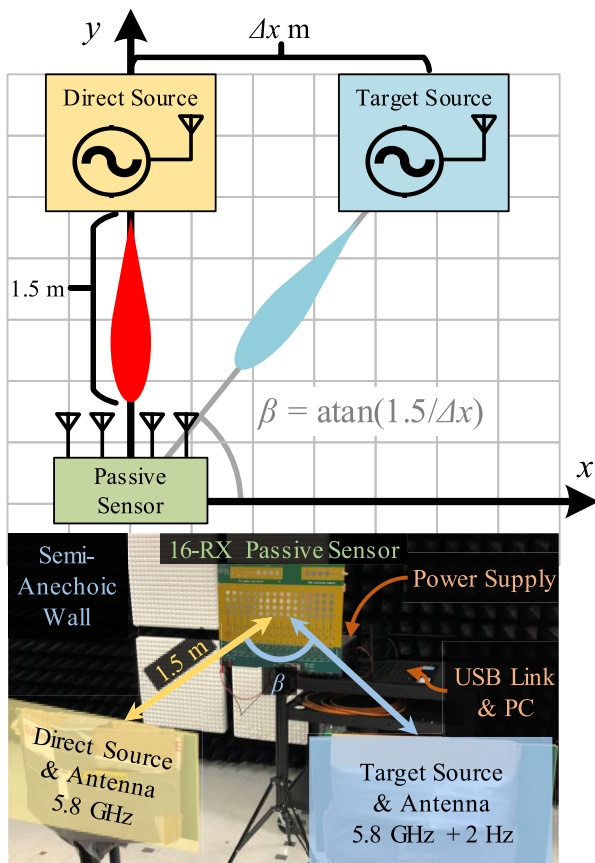 y
Δx m
Direct Source
Target Source
1.5 m
β = atan(1.5/Δx)
Passive
Sensor
x
16-RX Passive Sensor
Semi-
Anechoic
Wall
Power Supply
1.5 m
β
USB Link
& PC
Direct Source
& Antenna
5.8 GHz
Target Source
& Antenna
5.8 GHz + 2 Hz